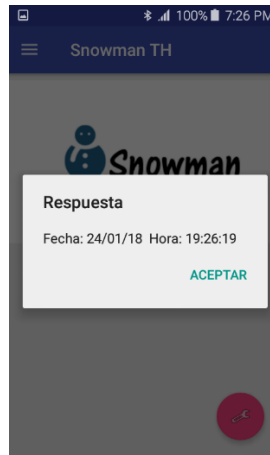 100% 7:26 PM
Snowman TH
Snowman
Respuesta
Fecha: 24/01/18 Hora: 19:26:19
ACEPTAR